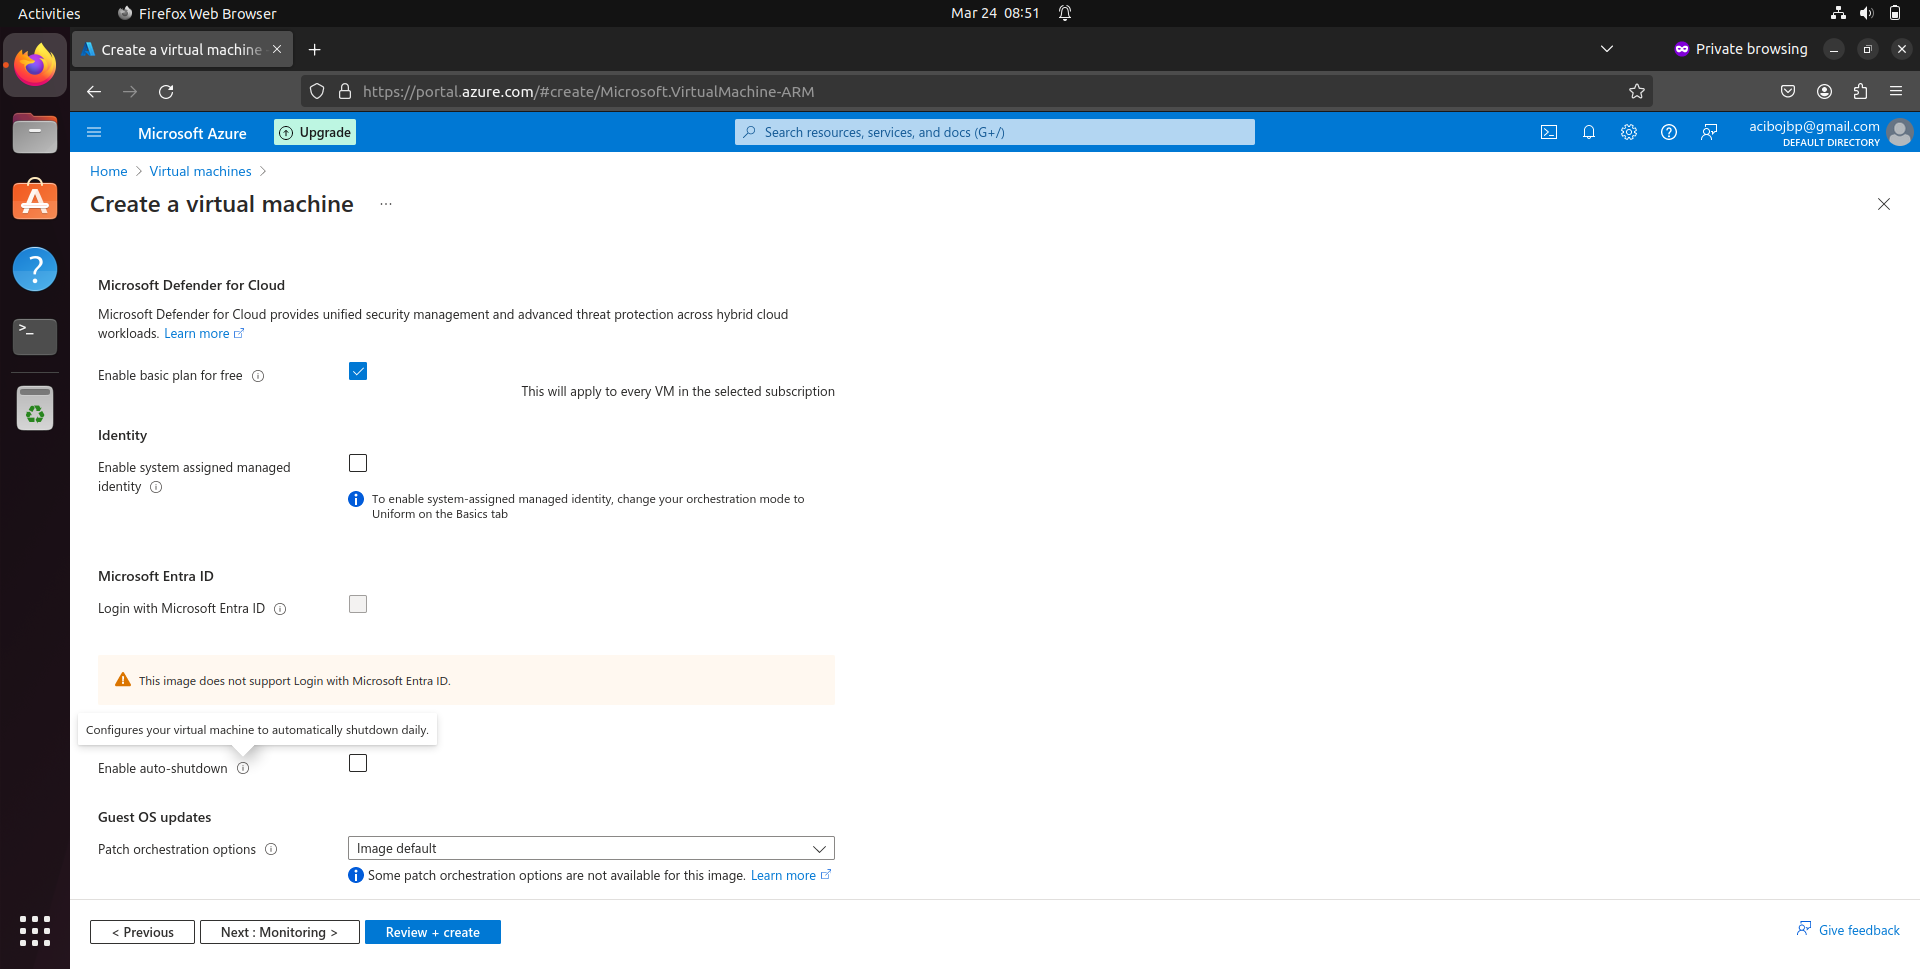 Activities
Firefox Web Browser
Mar 24 08:51
Create a virtual machine
Private browsing
https://portal.azure.com/#create/Microsoft.VirtualMachine-ARM
Microsoft Azure
Upgrade
Search resources, services, and docs (G+/)
acibojbp@gmail.com
DEFAULT DIRECTORY
Home > Virtual machines >
Create a virtual machine ...
Microsoft Defender for Cloud
Microsoft Defender for Cloud provides unified security management and advanced threat protection across hybrid cloud
workloads. Learn more
Enable basic plan for free
This will apply to every VM in the selected subscription
Identity
Enable system assigned managed
identity
To enable system-assigned managed identity, change your orchestration mode to
Uniform on the Basics tab
Microsoft Entra ID
Login with Microsoft Entra ID
This image does not support Login with Microsoft Entra ID.
Configures your virtual machine to automatically shutdown daily.
Enable auto-shutdown
Guest OS updates
Patch orchestration options
Image default
Some patch orchestration options are not available for this image. Learn more
< Previous
Next : Monitoring >
Review + create
Give feedback